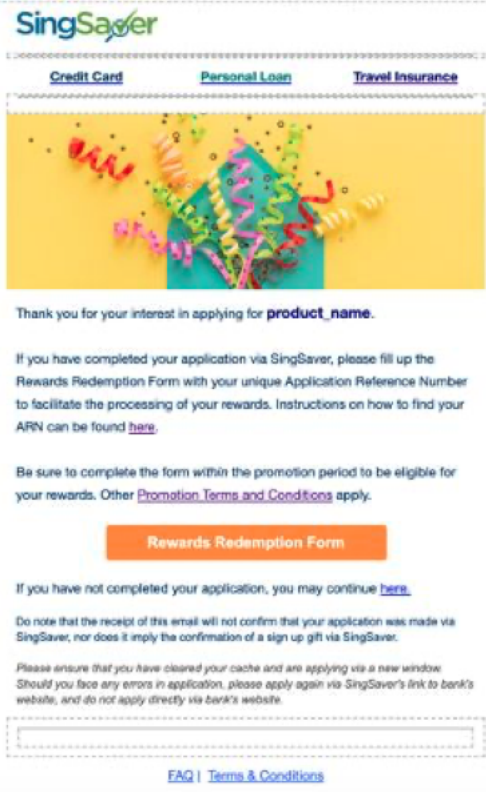 SingSaver
Credit Card Personal Loan Travel Insurance
Thank you for your interest in applying for product_name.
If you have completed your application via SingSaver, please fill up the
Rewards Redemption Form with your unique Application Reference Number
to facilitate the processing of your rewards. Instructions on how to find your
ARN can be found here.
Be sure to complete the form within the promotion period to be eligible for
your rewards. Other Promotion Terms and Conditions apply.
Rewards Redemption Form
If you have not completed your application, you may continue here.
Do note that the receipt of this email will not confirm that your application was made via
SingSaver, nor does it imply the confirmation of a sign up gift via SingSaver.
Please ensure that you have cleared your cache and are applying via a new window.
Should you face any errors in application, please apply again via SingSaver's link to bank's
website, and do not apply directly via bank's website.
FAQ | Terms & Conditions